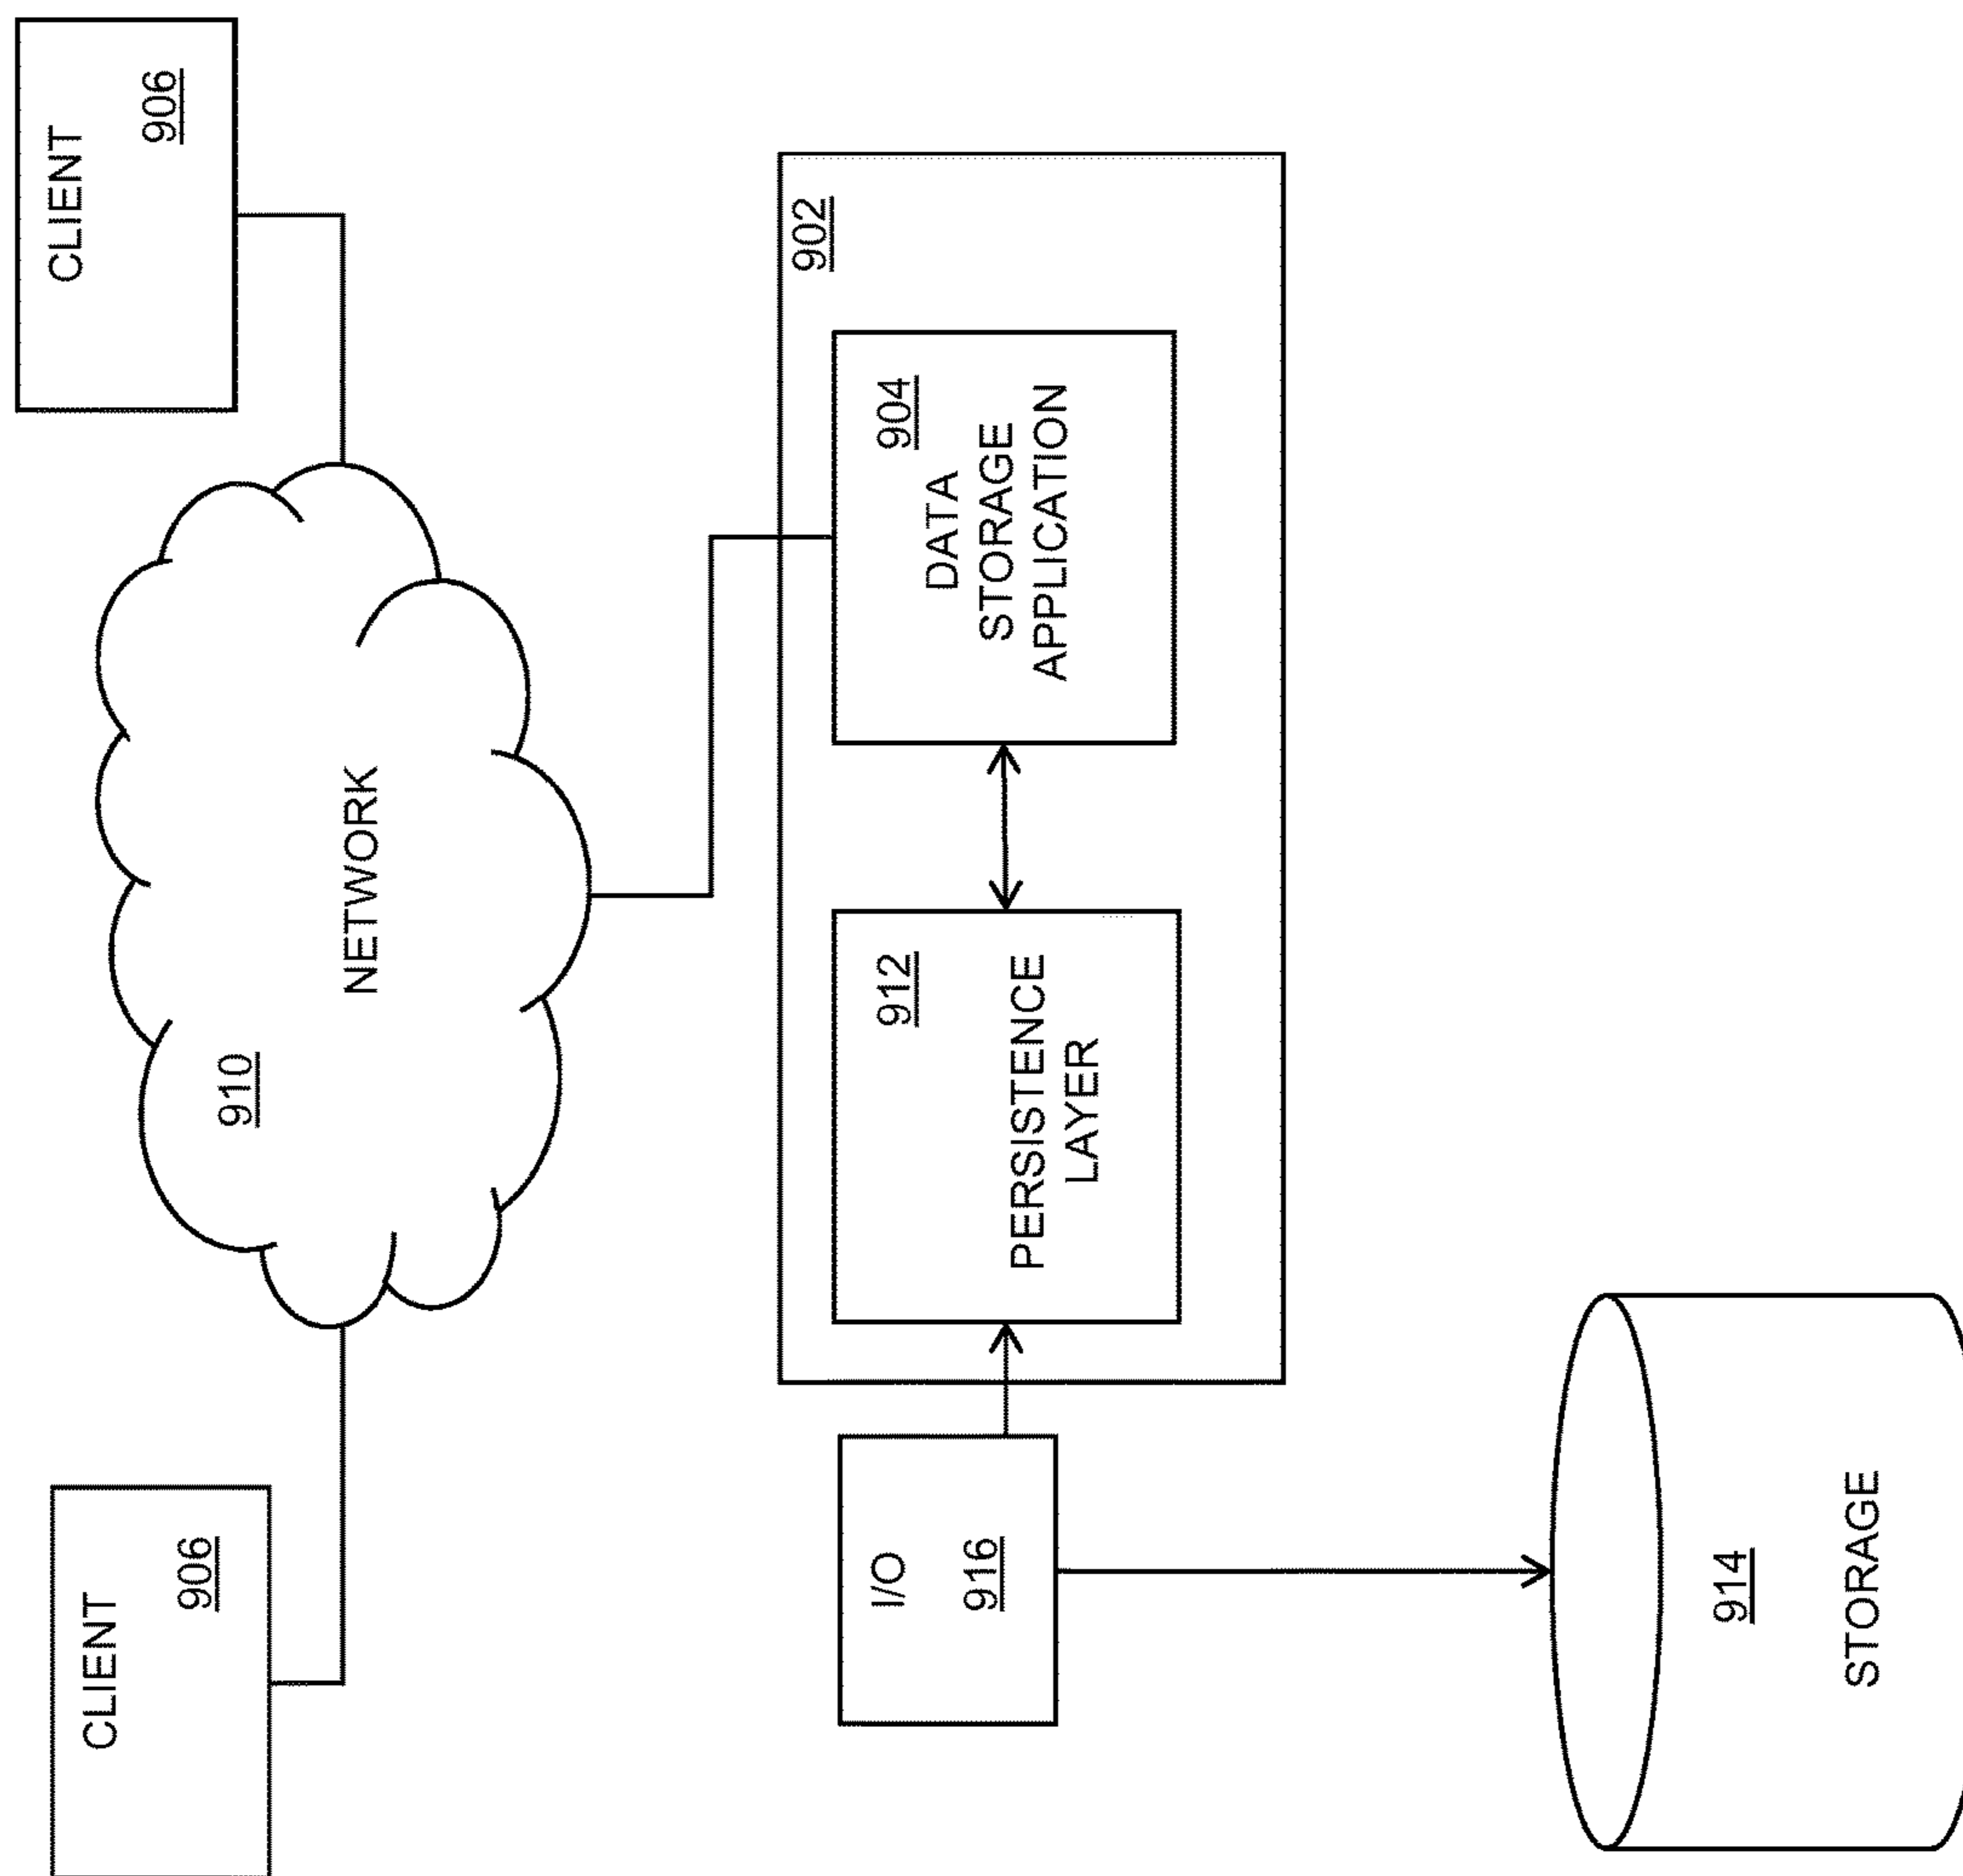 CLIENT
906
CLIENT
906
910
NETWORK
902
912
PERSISTENCE
LAYER
904
DATA
STORAGE
APPLICATION
I/O
916
914
STORAGE